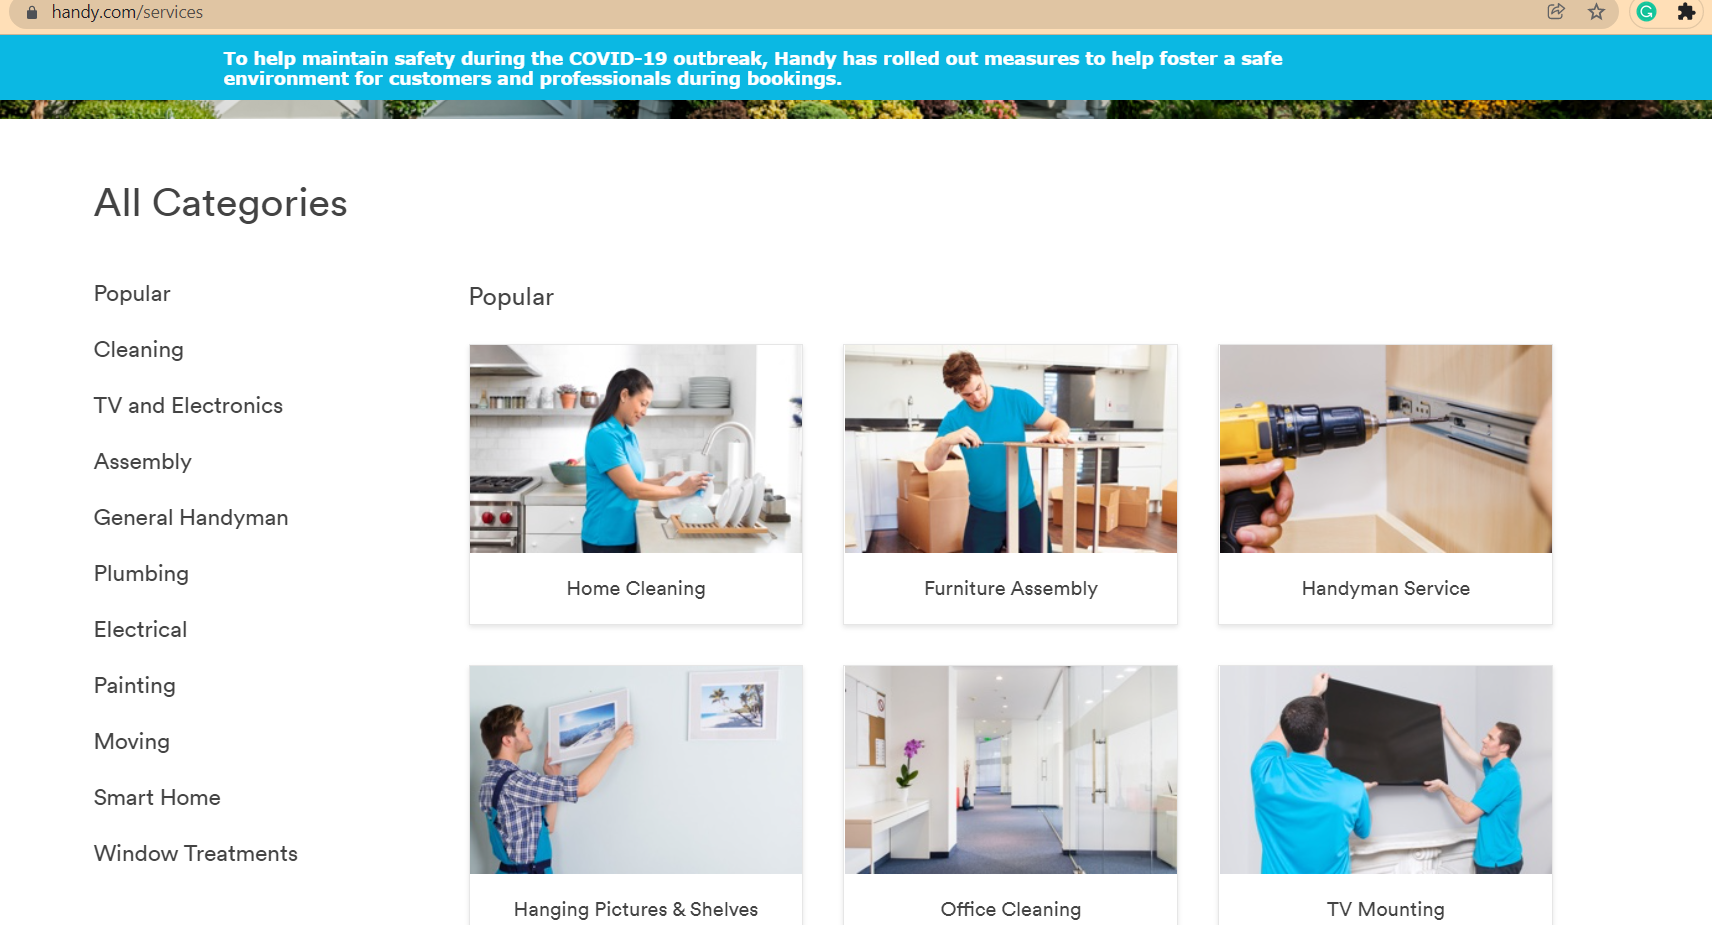 handy.com/services
To help maintain safety during the COVID-19 outbreak, Handy has rolled out measures to help foster a safe
environment for customers and professionals during bookings.
All Categories
Popular
Cleaning
TV and Electronics
Assembly
General Handyman
Plumbing
Electrical
Painting
Moving
Smart Home
Window Treatments
Popular
Home Cleaning
Furniture Assembly
Handyman Service
Hanging Pictures & Shelves
Office Cleaning
TV Mounting